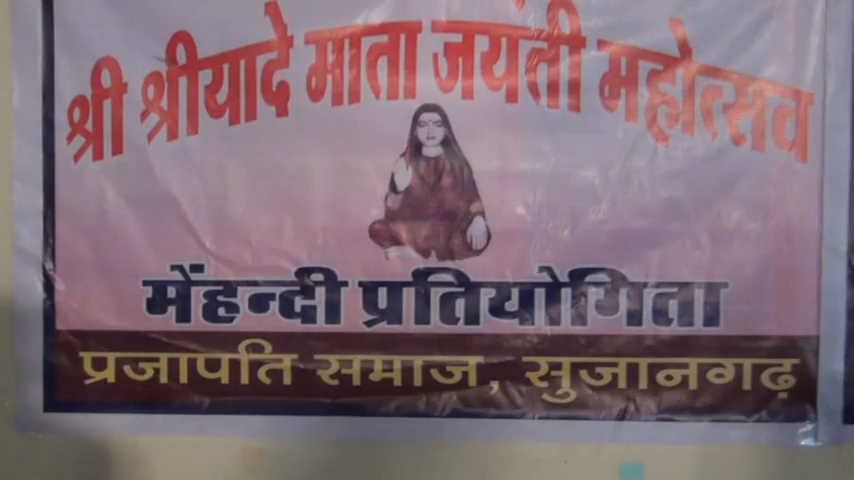 श्री श्रीयादे माता जयंती महोत्सव
मेंहन्दी प्रतियोगिता
प्रजापति समाज, सुजानगढ़